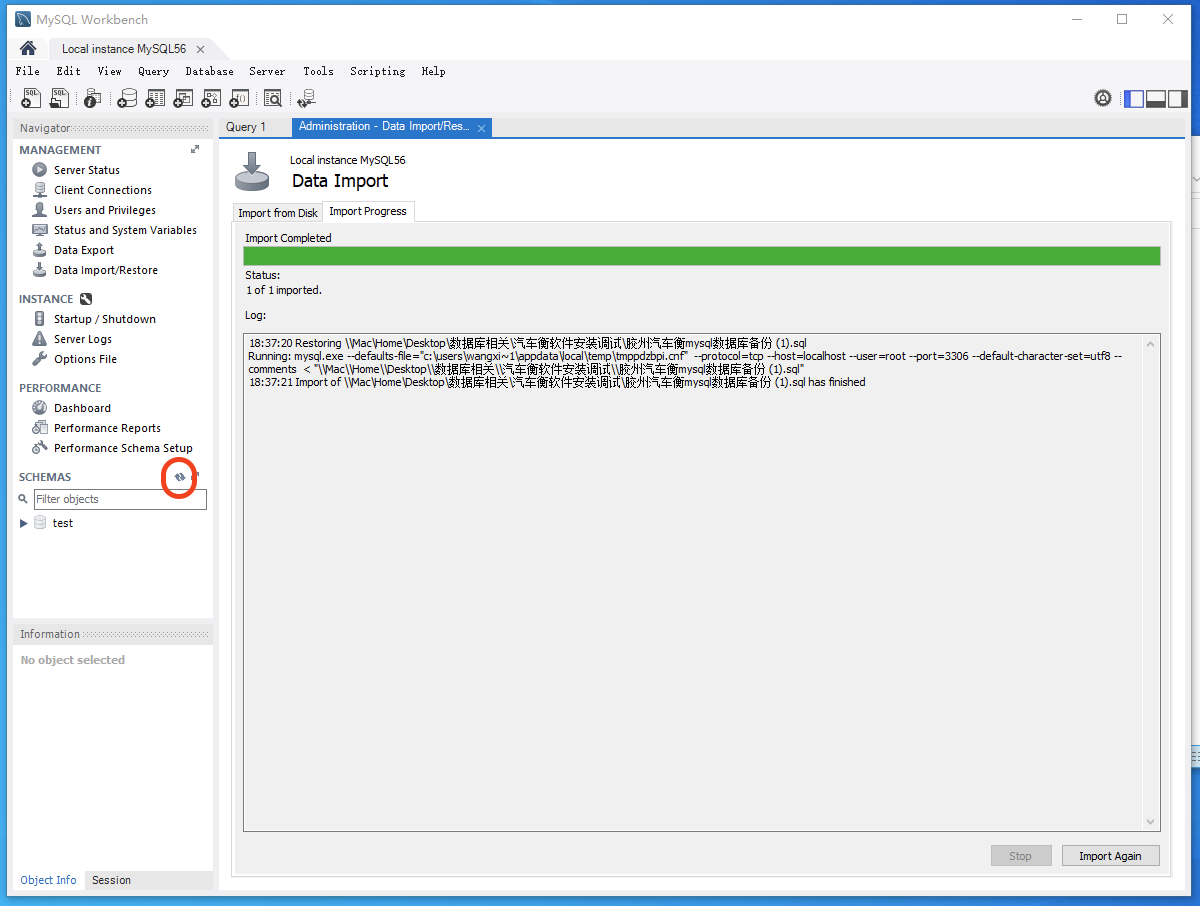 MySQL Workbench
Local instance MySQL56
File Edit View Query Database Server Tools Scripting Help
Navigator
MANAGEMENT
Server Status
Client Connections
Users and Privileges
Status and System Variables
Data Export
Data Import/Restore
INSTANCE
Startup / Shutdown
Server Logs
Options File
PERFORMANCE
Dashboard
Performance Reports
Performance Schema Setup
SCHEMAS
Filter objects
test
Information
No object selected
Object Info Session
Query 1 Administration - Data Import/Res...
Local instance MySQL56
Data Import
Import from Disk Import Progress
Import Completed
Status:
1 of 1 imported.
Log:
18:37:20 Restoring \\Mac\Home\Desktop\数据库相关\汽车衡软件安装调试\胶州汽车衡mysql数据库备份 (1).sql
Running: mysql.exe --defaults-file="c:\users\wangxi~1\appdata\local\temp\tmppdzbpi.cnf" --protocol=tcp --host=localhost --user=root --port=3306 --default-character-set=utf8 --
comments < "\\Mac\\Home\\Desktop\\数据库相关\\汽车衡软件安装调试\\胶州汽车衡mysql数据库备份 (1).sql"
18:37:21 Import of \\Mac\Home\Desktop\数据库相关\汽车衡软件安装调试\胶州汽车衡mysql数据库备份 (1).sql has finished
Stop Import Again